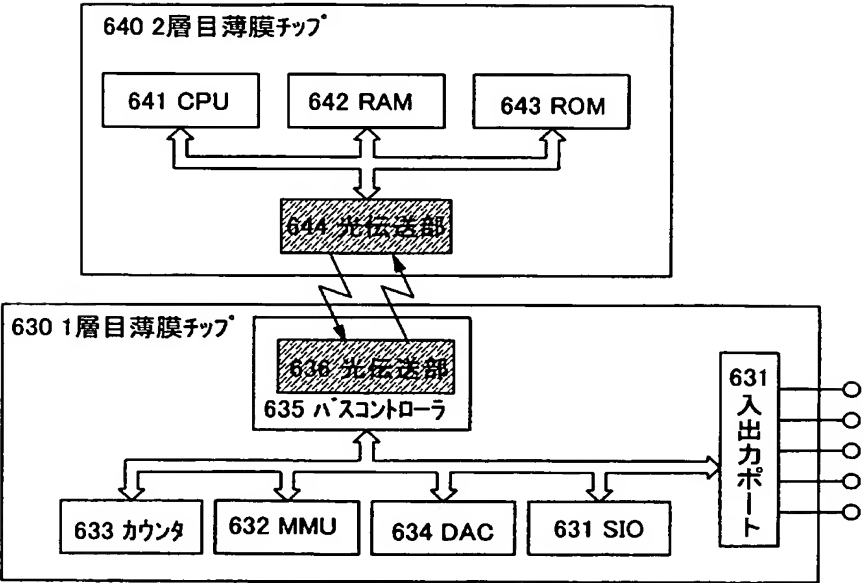 640 2層目薄膜チップ
641 CPU
642 RAM
643 ROM
644 光伝送部
630 1層目薄膜チップ
636 光伝送部
635 バスコントローラ
631
入出力ポート
633 カウンタ
632 MMU
634 DAC
631 SIO